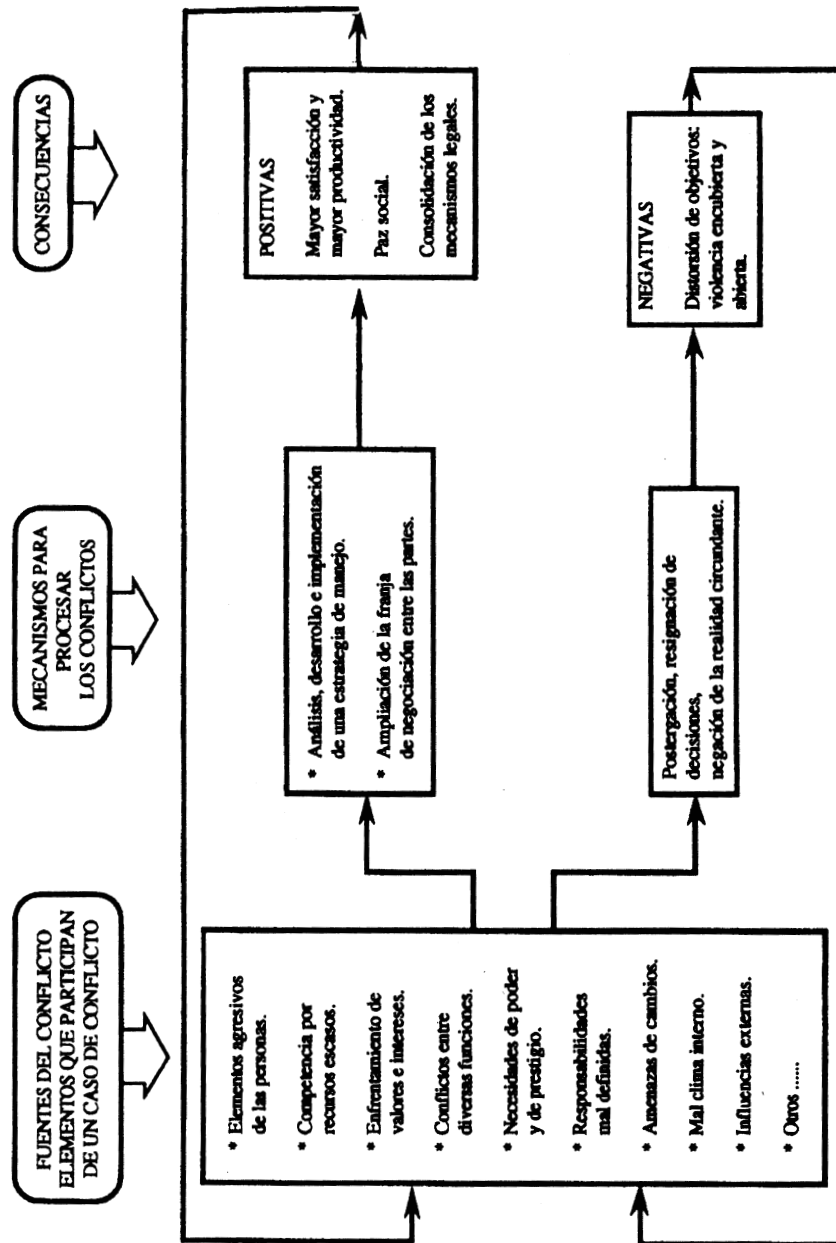 FUENTES DEL CONFLICTO
ELEMENTOS QUE PARTICIPAN
DE UN CASO DE CONFLICTO
MECANISMOS PARA
PROCESAR
LOS CONFLICTOS
CONSECUENCIAS
* Elementos agresivos
de las personas.
* Competencia por
recursos escasos.
* Enfrentamiento de
valores e intereses.
* Conflictos entre
diversas funciones.
* Necesidades de poder
y de prestigio.
* Responsabilidades
mal definidas.
* Amenazas de cambios.
* Mal clima interno.
* Influencias externas.
* Otros ......
* Análisis, desarrollo e implementación
de una estrategia de manejo.
* Ampliación de la franja
de negociación entre las partes.
Postergación, resignación de
decisiones,
negación de la realidad circundante.
POSITIVAS
Mayor satisfacción y
mayor productividad.
Paz social.
Consolidación de los
mecanismos legales.
NEGATIVAS
Distorsión de objetivos:
violencia encubierta y
abierta.